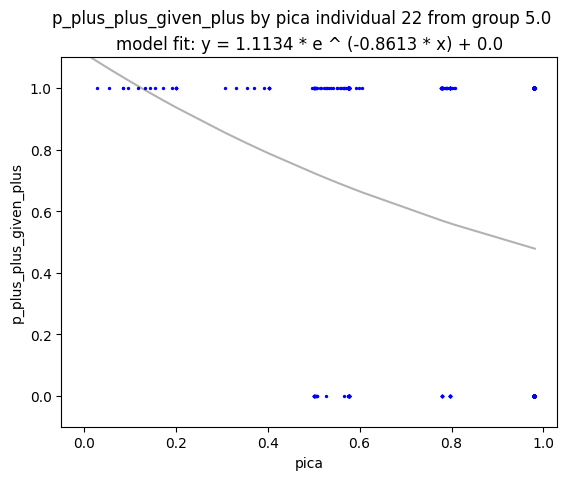 p_plus_plus_given_plus by pica individual 22 from group 5.0
model fit: y = 1.1134 * e ^ (-0.8613 * x) + 0.0
1.0
0.8
0.6
0.4
0.2
0.0
p_plus_plus_given_plus
0.0 0.2 0.4 0.6 0.8 1.0
pica